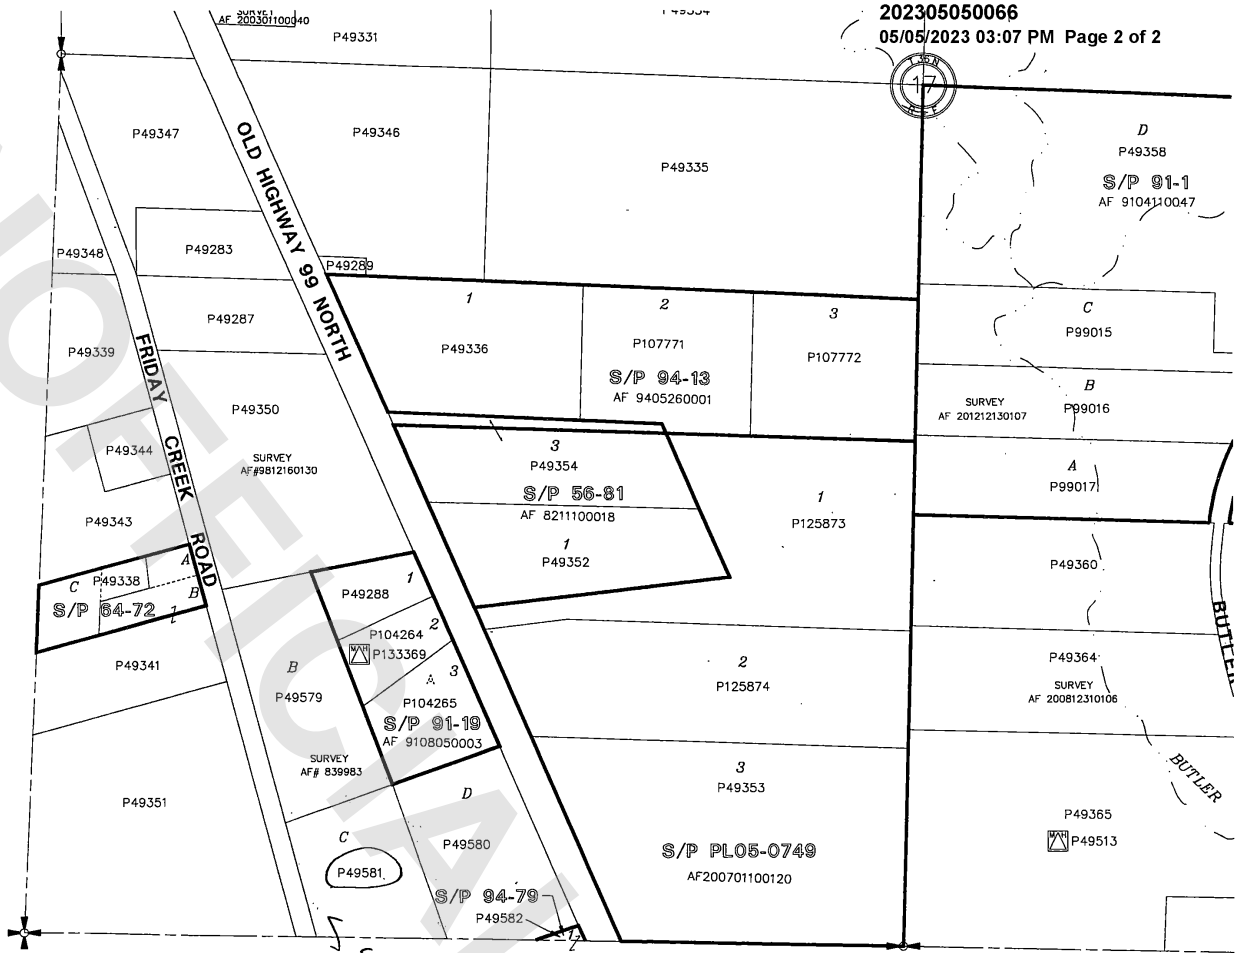 202305050066
05/05/2023 03:07 PM Page 2 of 2
SURVEY
AF 200301100040
P49331
P49334
T36N
17
P49347
P49346
P49335
D
P49358
S/P 91-1
AF 9104110047
OLD HIGHWAY 99 NORTH
P49348
P49283
P49289
1
2
3
C
P99015
P49287
P49336
P107771
P107772
P49339
FRIDAY CREEK ROAD
S/P 94-13
AF 9405260001
B
P99016
SURVEY
AF 201212130107
P49350
P49344
SURVEY
AF#9812160130
3
P49354
S/P 56-81
AF 8211100018
A
P99017
1
P125873
P49343
1
P49352
P49360
C
P49338
A
B
S/P 64-72
Z
P49288
1
BUTLER
P104264
2
M H
P133369
P49341
B
P49579
A
3
P104265
S/P 91-19
AF 9108050003
2
P125874
P49364
SURVEY
AF 200812310106
SURVEY
AF# 839983
3
P49353
BUTLER
P49351
D
P49365
M H
P49513
C
P49580
S/P PL05-0749
AF200701100120
P49581
S/P 94-79
P49582
Z
UNOFFICIAL